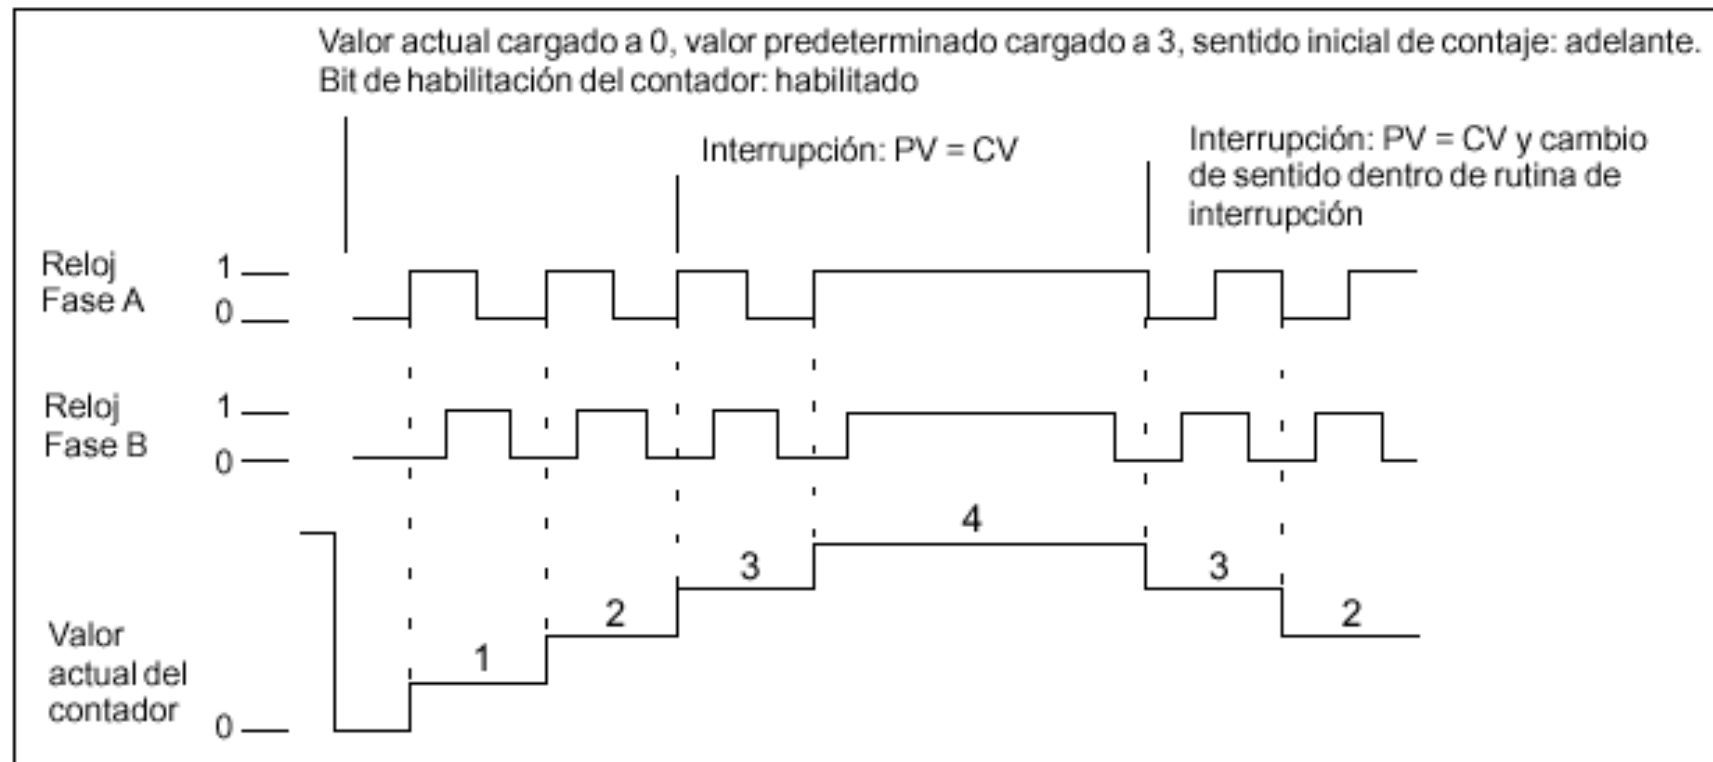 Valor actual cargado a 0, valor predeterminado cargado a 3, sentido inicial de contaje: adelante.
Bit de habilitación del contador: habilitado
Interrupción: PV = CV
Interrupción: PV = CV y cambio
de sentido dentro de rutina de
interrupción
Reloj
Fase A
1
0
Reloj
Fase B
1
0
Valor
actual del
contador
0
1
2
3
4
3
2